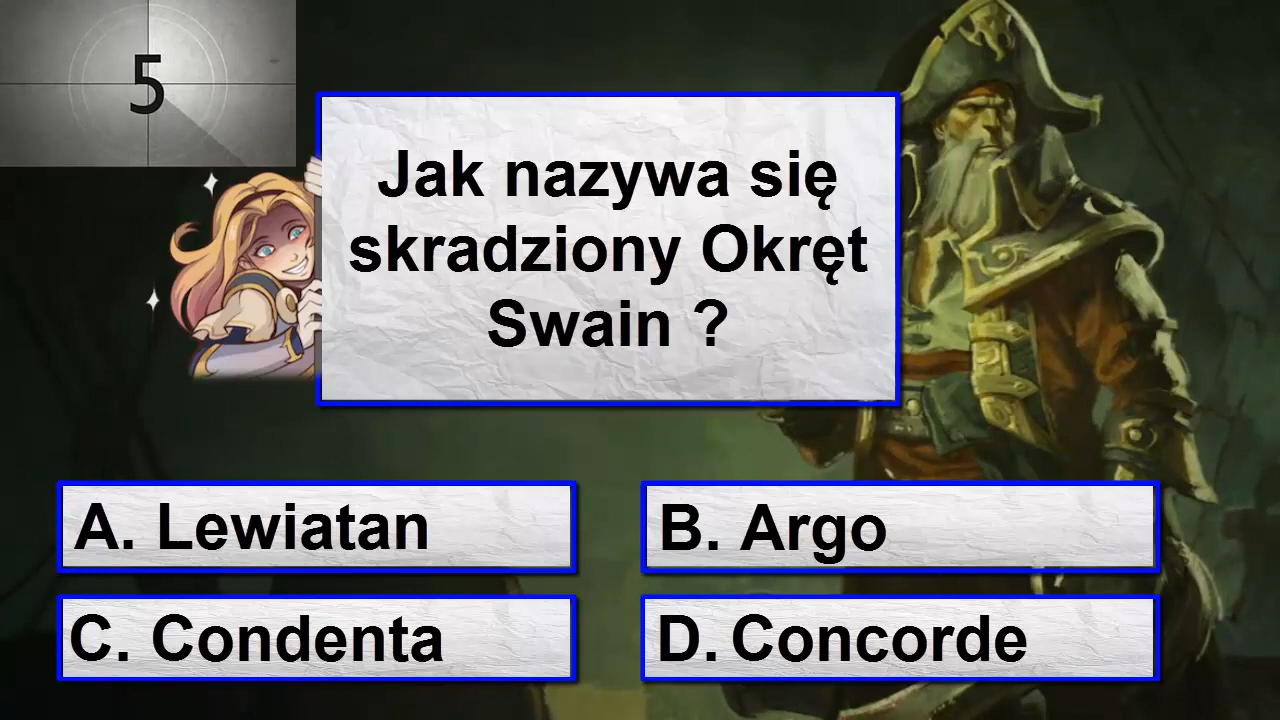 5
Jak nazywa się
skradziony Okręt
Swain ?
A. Lewiatan
B. Argo
C. Condenta
D. Concorde